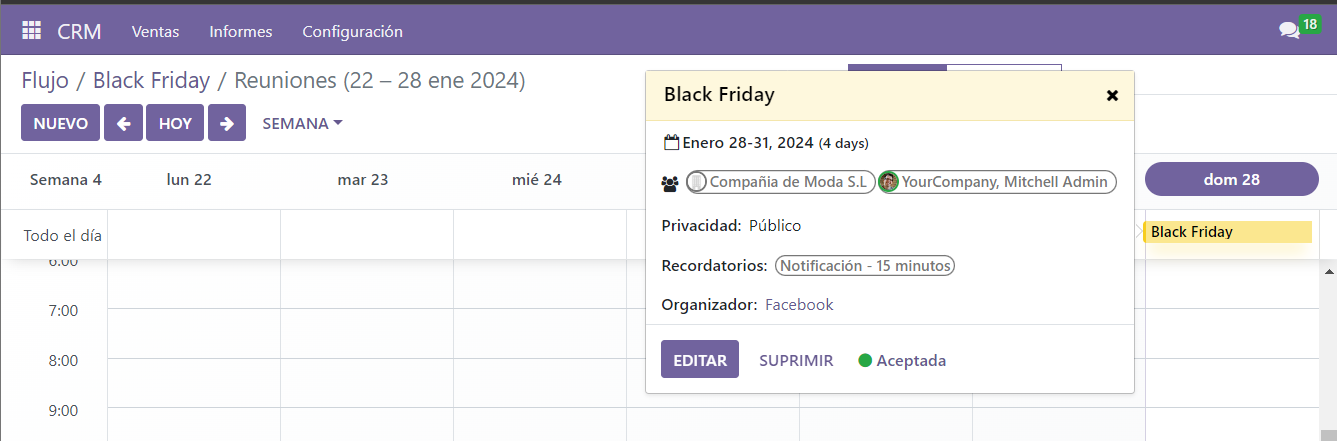 CRM Ventas Informes Configuración 18
Flujo / Black Friday / Reuniones (22 – 28 ene 2024)
NUEVO HOY SEMANA
Semana 4 lun 22 mar 23 mié 24 dom 28
Todo el día Black Friday
6:00
7:00
8:00
9:00
Black Friday
Enero 28-31, 2024 (4 days)
Compañia de Moda S.L YourCompany, Mitchell Admin
Privacidad: Público
Recordatorios: Notificación - 15 minutos
Organizador: Facebook
EDITAR SUPRIMIR Aceptada